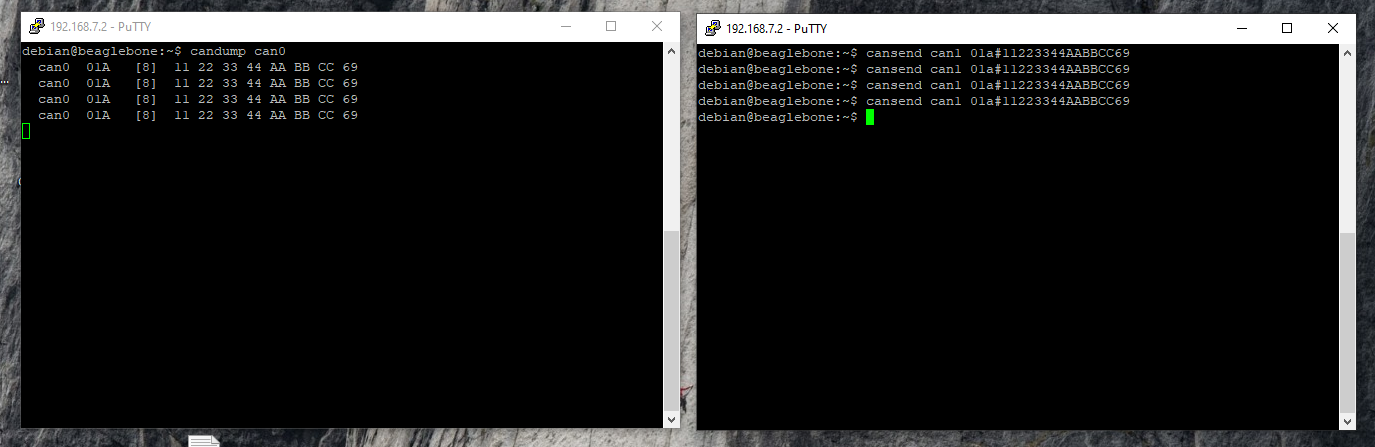 192.168.7.2 - PuTTY
debian@beaglebone:~$ candump can0
can0 01A [8] 11 22 33 44 AA BB CC 69
can0 01A [8] 11 22 33 44 AA BB CC 69
can0 01A [8] 11 22 33 44 AA BB CC 69
can0 01A [8] 11 22 33 44 AA BB CC 69
192.168.7.2 - PuTTY
debian@beaglebone:~$ cansend can1 01a#11223344AABBCC69
debian@beaglebone:~$ cansend can1 01a#11223344AABBCC69
debian@beaglebone:~$ cansend can1 01a#11223344AABBCC69
debian@beaglebone:~$ cansend can1 01a#11223344AABBCC69
debian@beaglebone:~$